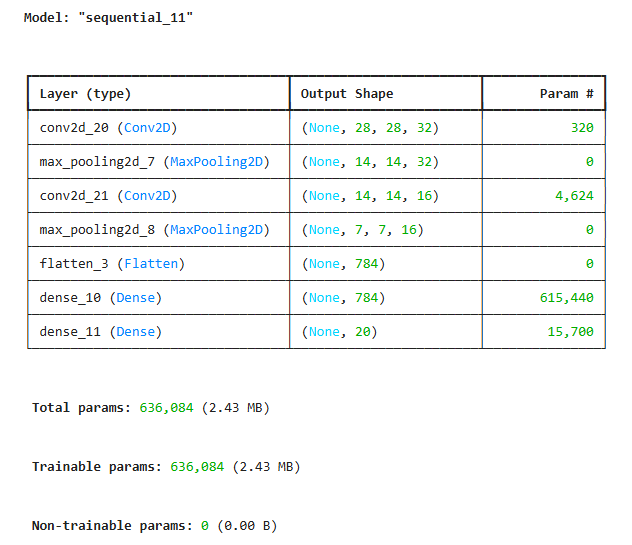 Model: "sequential_11"
Layer (type) Output Shape Param #
conv2d_20 (Conv2D) (None, 28, 28, 32) 320
max_pooling2d_7 (MaxPooling2D) (None, 14, 14, 32) 0
conv2d_21 (Conv2D) (None, 14, 14, 16) 4,624
max_pooling2d_8 (MaxPooling2D) (None, 7, 7, 16) 0
flatten_3 (Flatten) (None, 784) 0
dense_10 (Dense) (None, 784) 615,440
dense_11 (Dense) (None, 20) 15,700
Total params: 636,084 (2.43 MB)
Trainable params: 636,084 (2.43 MB)
Non-trainable params: 0 (0.00 B)